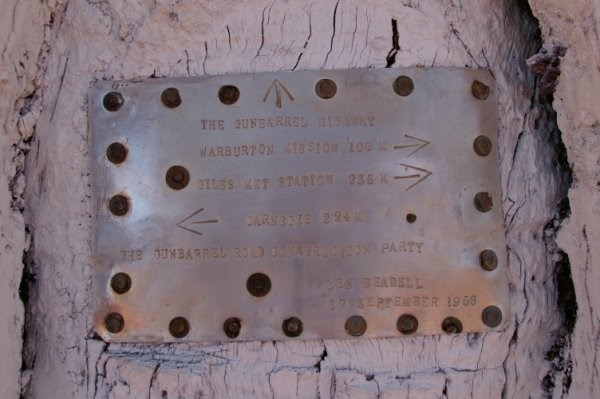 THE GUNBARREL HIGHWAY
WARBURTON MISSION 100 M
GILES MET STATION 236 M
CARNEGIE 224 M
THE GUNBARREL ROAD CONSTRUCTION PARTY
LEN BEADELL
17 SEPTEMBER 1958